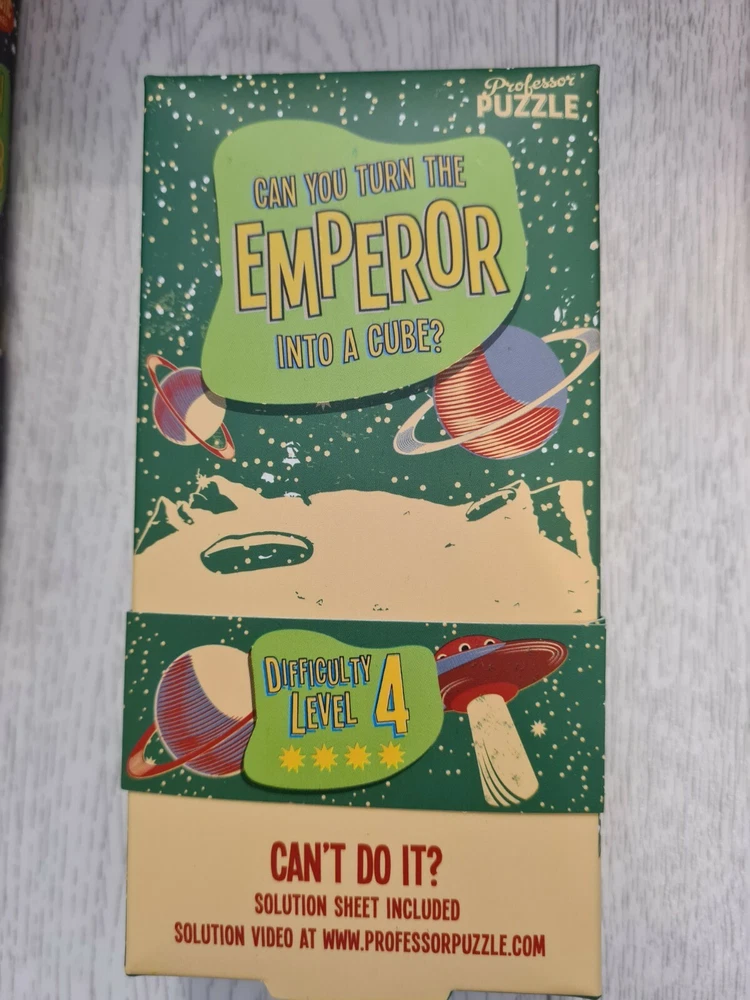 Professor
PUZZLE
CAN YOU TURN THE
EMPEROR
INTO A CUBE?
DIFFICULTY
LEVEL 4
CAN'T DO IT?
SOLUTION SHEET INCLUDED
SOLUTION VIDEO AT WWW.PROFESSORPUZZLE.COM